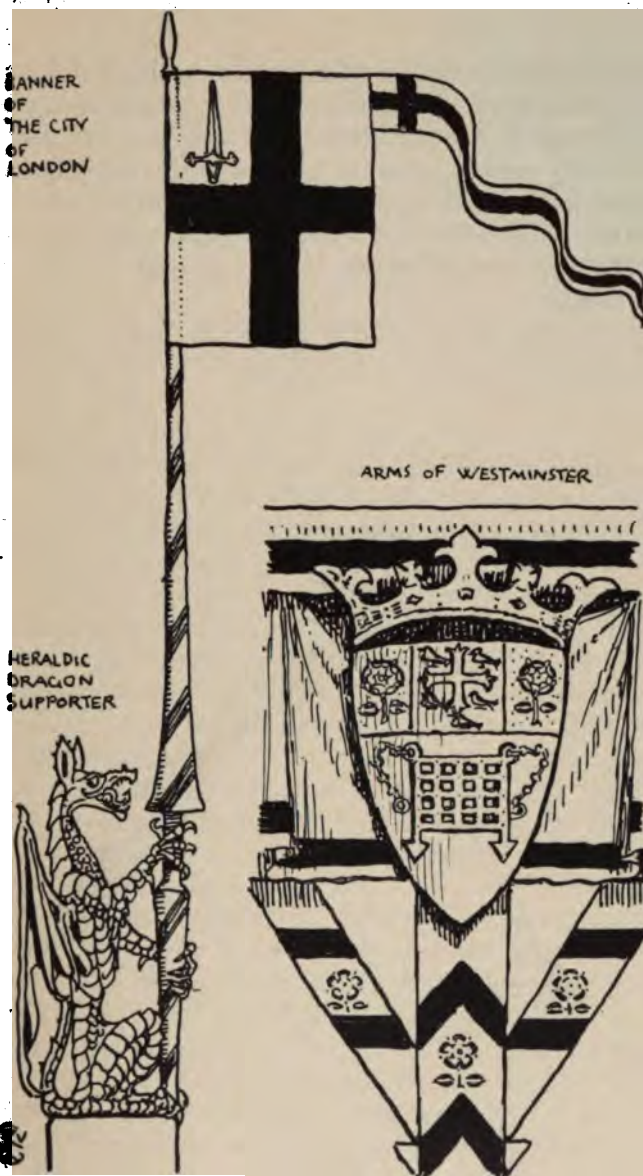 BANNER
OF
THE CITY
OF
LONDON
ARMS OF WESTMINSTER
HERALDIC
DRAGON
SUPPORTER